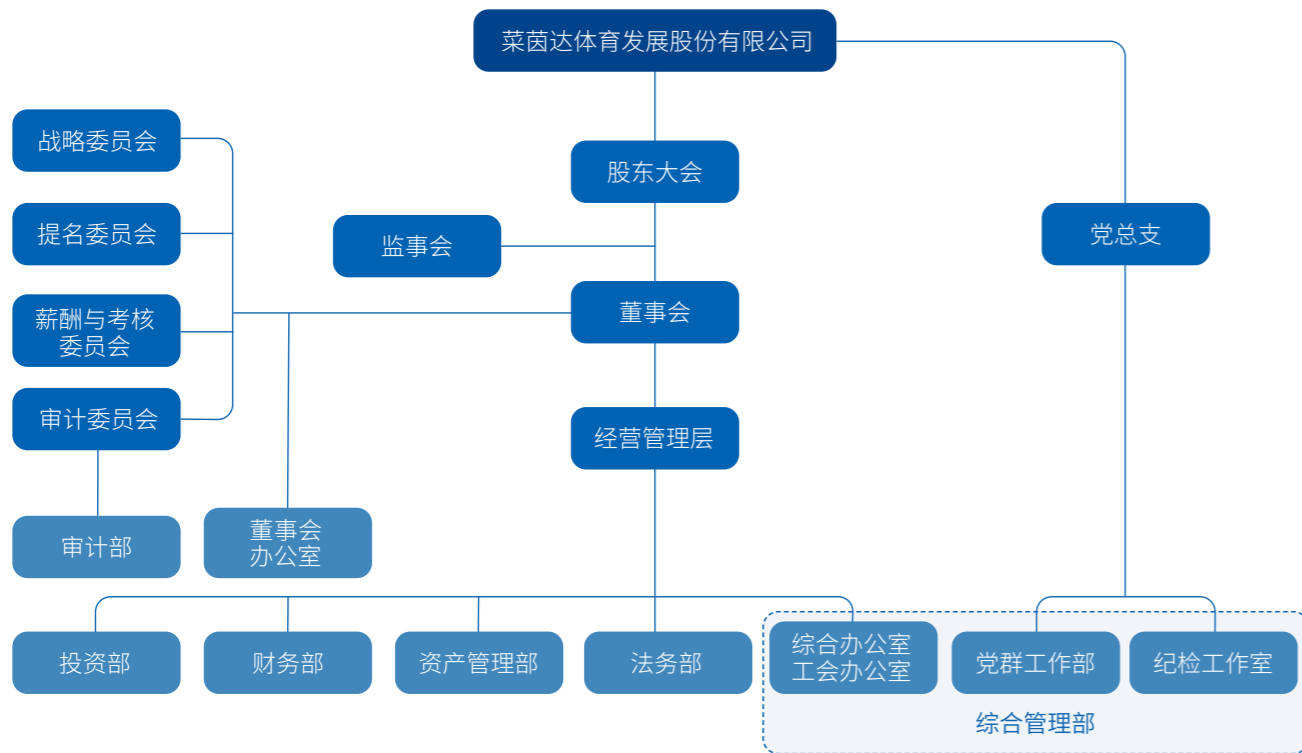 菜茵达体育发展股份有限公司
战略委员会
股东大会
提名委员会
监事会
党总支
薪酬与考核
委员会
董事会
审计委员会
经营管理层
审计部
董事会
办公室
投资部
财务部
资产管理部
法务部
综合办公室
工会办公室
党群工作部
纪检工作室
综合管理部